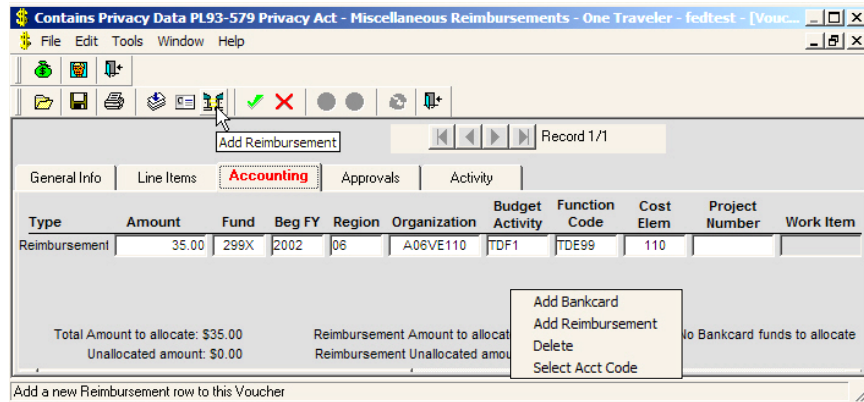 Contains Privacy Data PL93-579 Privacy Act - Miscellaneous Reimbursements - One Traveler - fedtest - [Vouc...
File Edit Tools Window Help
Add Reimbursement
Record 1/1
General Info Line Items Accounting Approvals Activity
Type Amount Fund Beg FY Region Organization Budget Activity Function Code Cost Elem Project Number Work Item
Reimbursement 35.00 299X 2002 06 A06VE110 TDF1 TDE99 110
Add Bankcard
Add Reimbursement
Delete
Select Acct Code
Total Amount to allocate: $35.00 Reimbursement Amount to allocat No Bankcard funds to allocate
Unallocated amount: $0.00 Reimbursement Unallocated amou
Add a new Reimbursement row to this Voucher